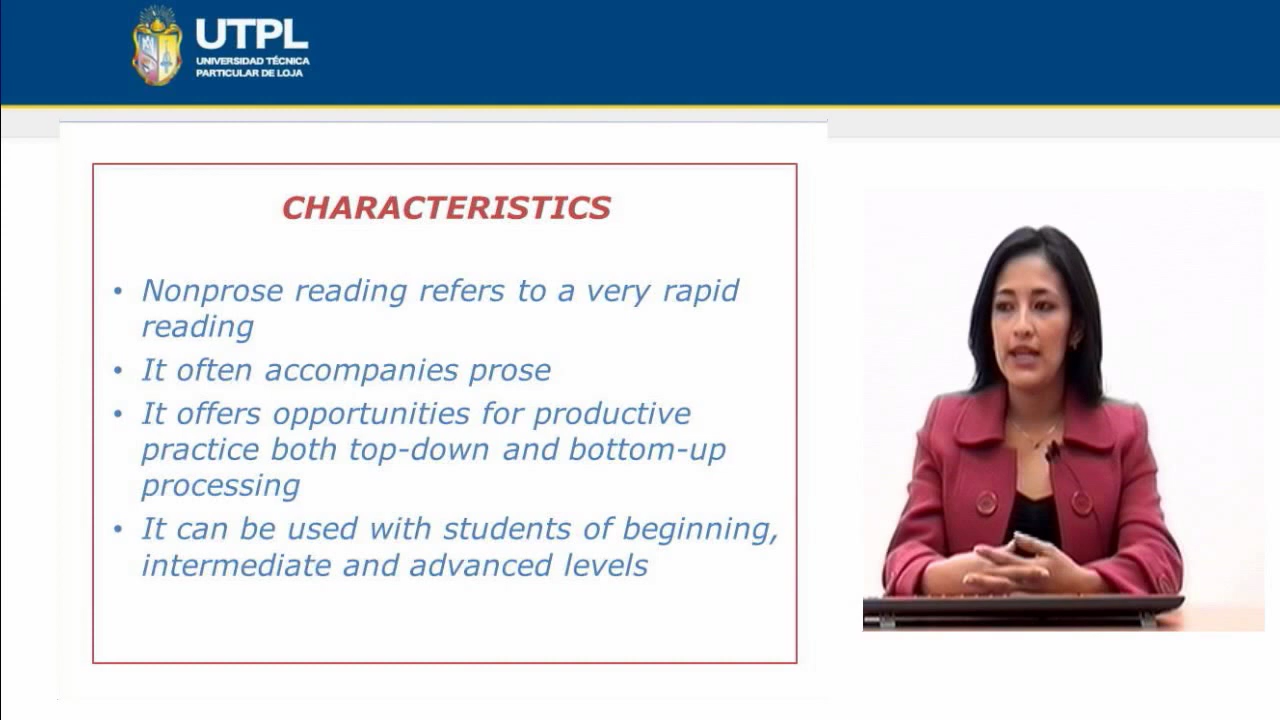 UTPL
UNIVERSIDAD TÉCNICA
PARTICULAR DE LOJA
CHARACTERISTICS
• Nonprose reading refers to a very rapid
reading
• It often accompanies prose
• It offers opportunities for productive
practice both top-down and bottom-up
processing
• It can be used with students of beginning,
intermediate and advanced levels